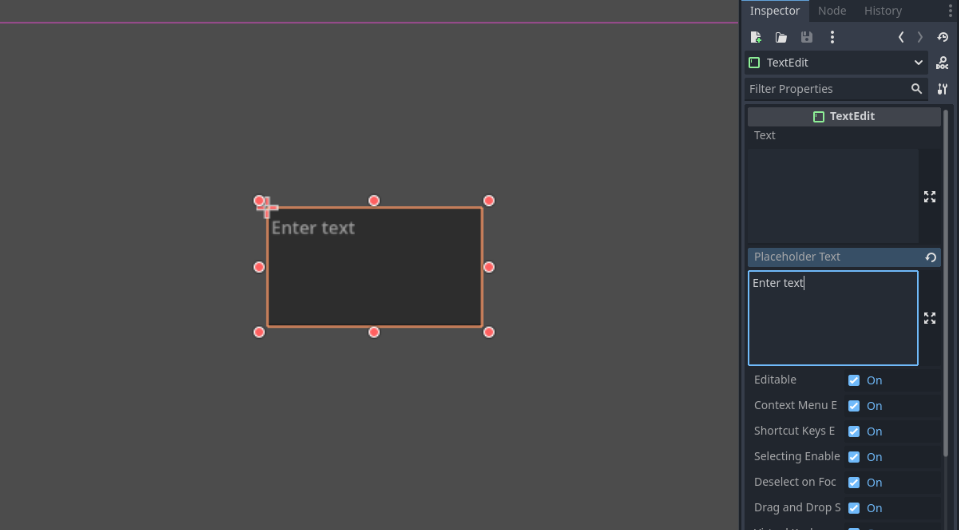 Inspector Node History
TextEdit
Filter Properties
TextEdit
Text
Enter text
Placeholder Text
Enter text
Editable On
Context Menu E On
Shortcut Keys E On
Selecting Enable On
Deselect on Foc On
Drag and Drop S On